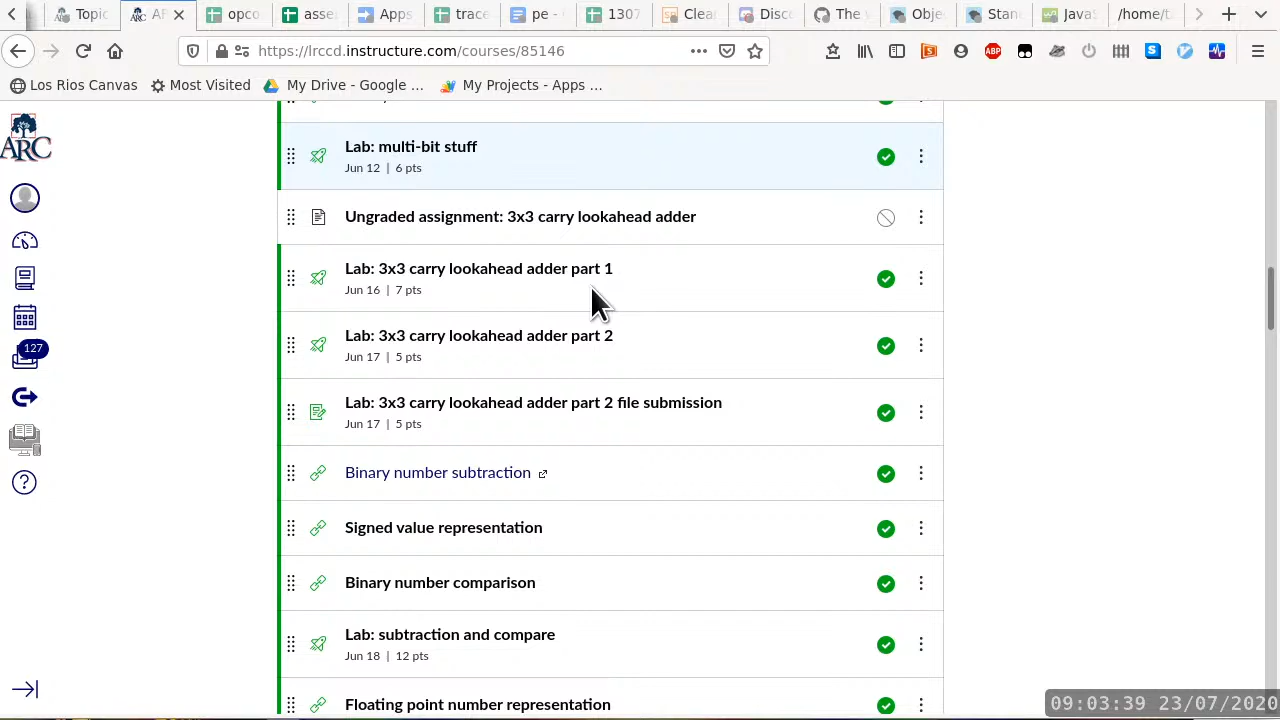 Topic AF opco asse Apps trace pe - 1307 Clea Disc The v Obje Stan Java /home/t
https://lrccd.instructure.com/courses/85146
Los Rios Canvas Most Visited My Drive - Google … My Projects - Apps …
ARC
Lab: multi-bit stuff
Jun 12 | 6 pts
Ungraded assignment: 3x3 carry lookahead adder
Lab: 3x3 carry lookahead adder part 1
Jun 16 | 7 pts
Lab: 3x3 carry lookahead adder part 2
Jun 17 | 5 pts
127
Lab: 3x3 carry lookahead adder part 2 file submission
Jun 17 | 5 pts
Binary number subtraction
Signed value representation
Binary number comparison
Lab: subtraction and compare
Jun 18 | 12 pts
Floating point number representation
09:03:39 23/07/2020